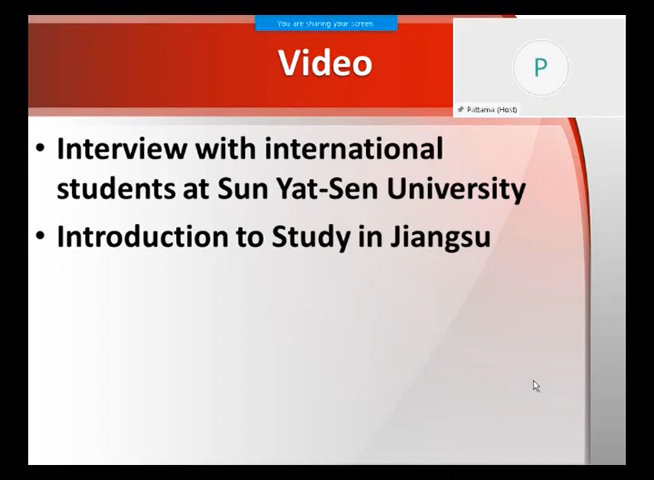 You are sharing your screen.
Video
P
Pattama (Host)
• Interview with international
students at Sun Yat-Sen University
• Introduction to Study in Jiangsu